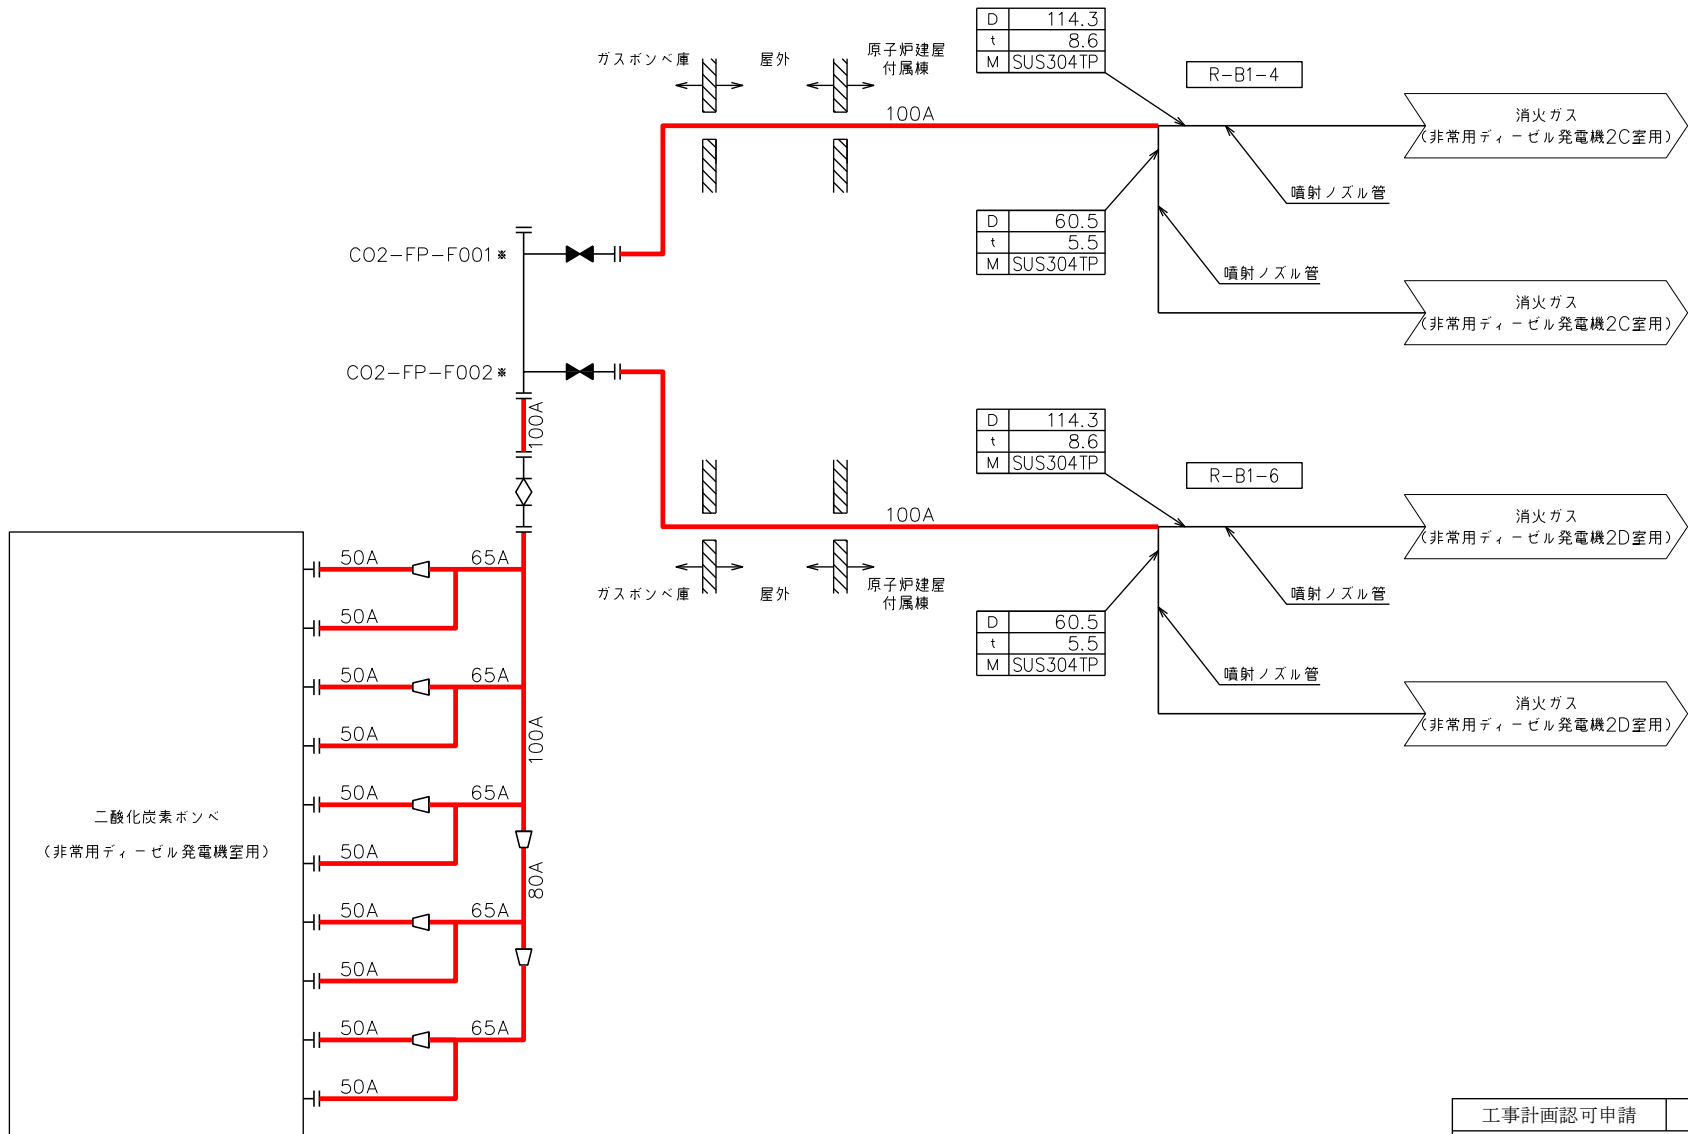 D 114.3
t 8.6
M SUS304TP
ガスボンベ庫
屋外
原子炉建屋
付属棟
R-B1-4
100A
消火ガス
(非常用ディーゼル発電機2C室用)
噴射ノズル管
D 60.5
t 5.5
M SUS304TP
CO2-FP-F001※
噴射ノズル管
消火ガス
(非常用ディーゼル発電機2C室用)
CO2-FP-F002※
100A
D 114.3
t 8.6
M SUS304TP
R-B1-6
100A
消火ガス
(非常用ディーゼル発電機2D室用)
ガスボンベ庫
屋外
原子炉建屋
付属棟
噴射ノズル管
D 60.5
t 5.5
M SUS304TP
噴射ノズル管
消火ガス
(非常用ディーゼル発電機2D室用)
50A
65A
50A
50A
65A
100A
50A
50A
65A
二酸化炭素ボンベ
(非常用ディーゼル発電機室用)
50A
80A
50A
65A
50A
50A
65A
50A
工事計画認可申請